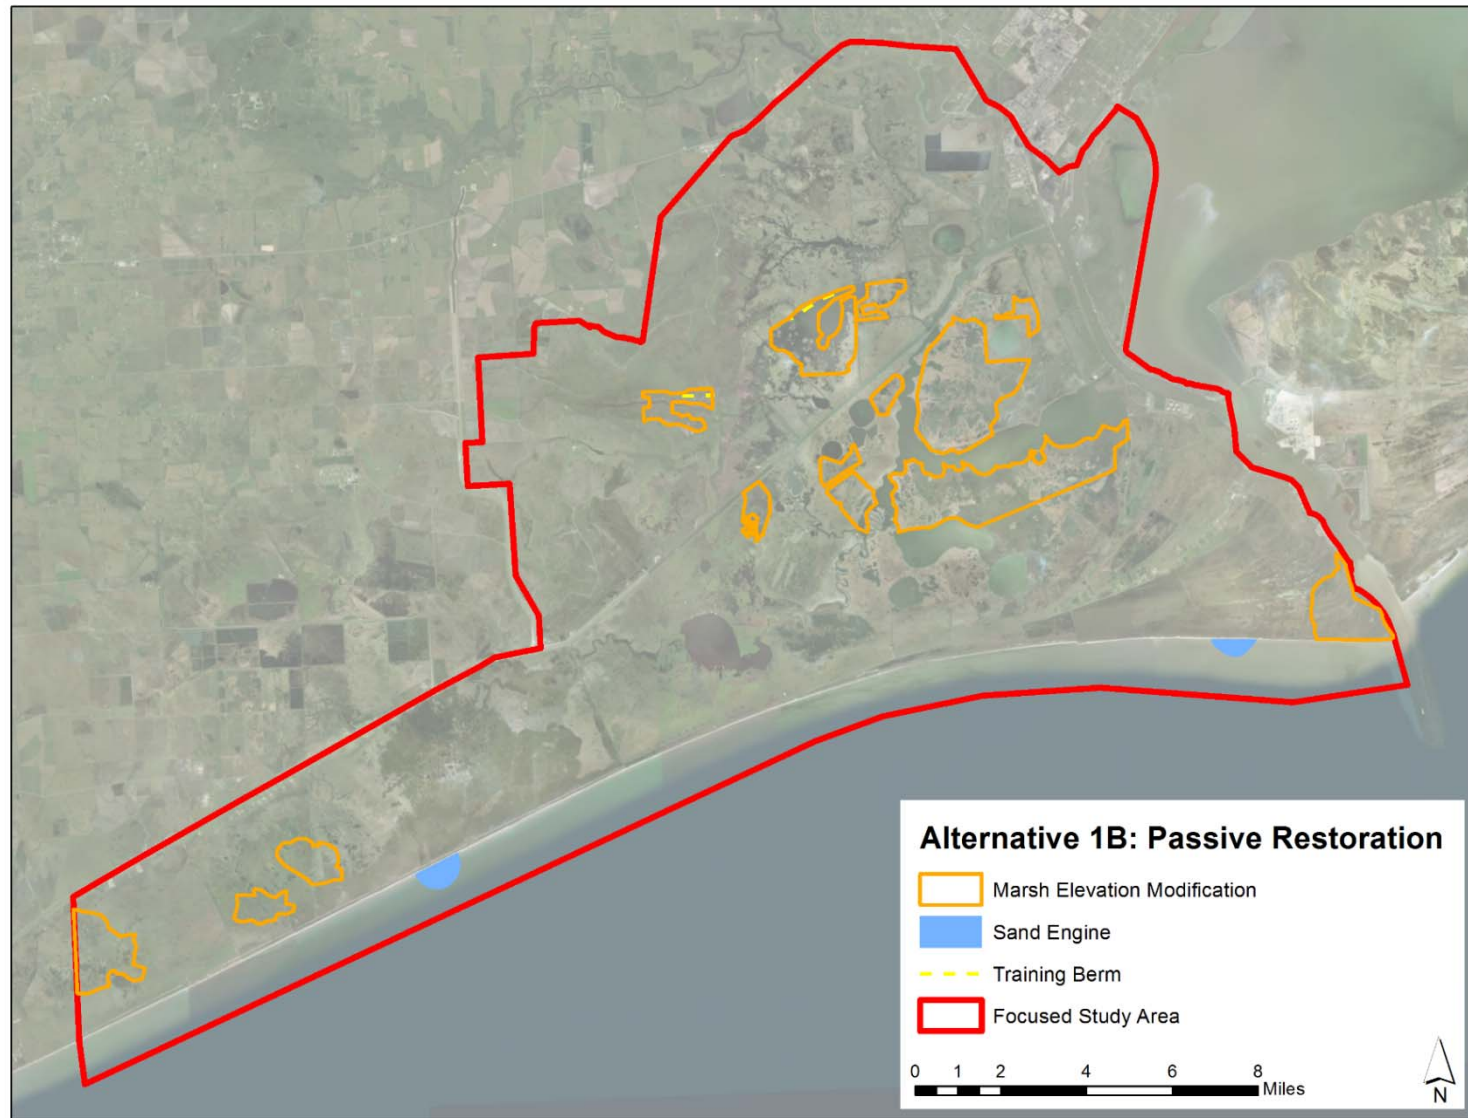 Alternative 1B: Passive Restoration
Marsh Elevation Modification
Sand Engine
Training Berm
Focused Study Area
0 1 2 4 6 8
Miles
N